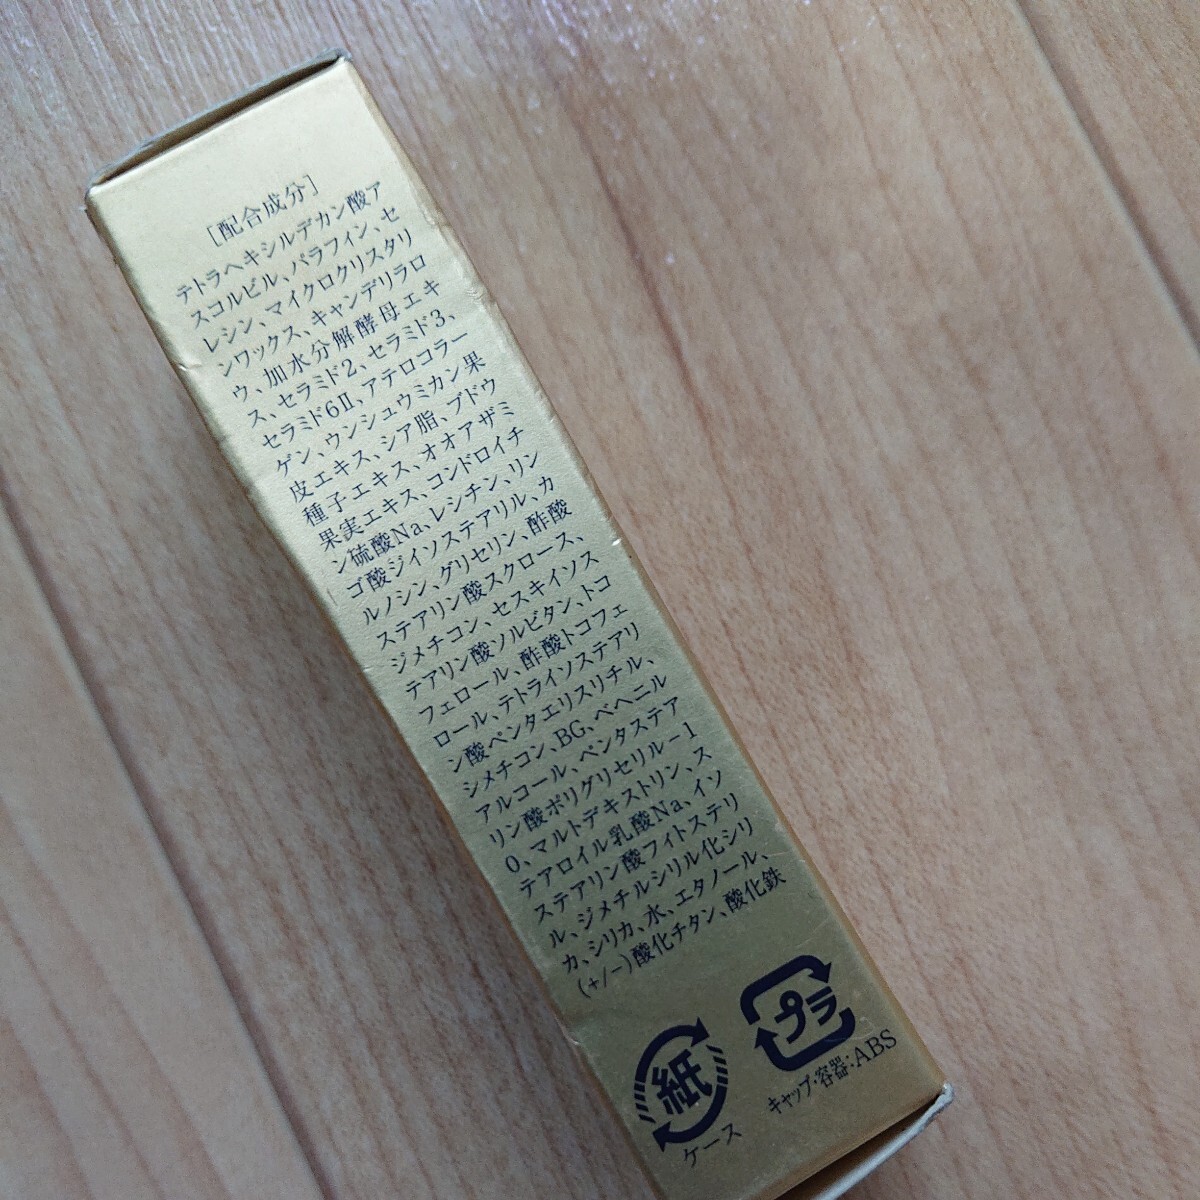 ［配合成分］
テトラヘキシルデカン酸ア
スコルビル、パラフィン、セ
レシン、マイクロクリスタリ
ンワックス、キャンデリラロ
ウ、加水分解酵母エキ
ス、セラミド2、セラミド3、
セラミド6Ⅱ、アテロコラー
ゲン、ウンシュウミカン果
皮エキス、シア脂、ブドウ
種子エキス、オオアザミ
果実エキス、コンドロイチ
ン硫酸Na、レシチン、リン
ゴ酸ジイソステアリル、カ
ルノシン、グリセリン、酢酸
ステアリン酸スクロース、
ジメチコン、セスキイソス
テアリン酸ソルビタン、トコ
フェロール、酢酸トコフェ
ロール、テトライソステアリ
ン酸ペンタエリスリチル、
シメチコン、BG、ベヘニル
アルコール、ペンタステア
リン酸ポリグリセリル－1
0、マルトデキストリン、ス
テアロイル乳酸Na、イソ
ステアリン酸フィトステリ
ル、ジメチルシリル化シリ
カ、シリカ、水、エタノール、
(+/－)酸化チタン、酸化鉄
紙
ケース
プラ
キャップ・容器：ABS